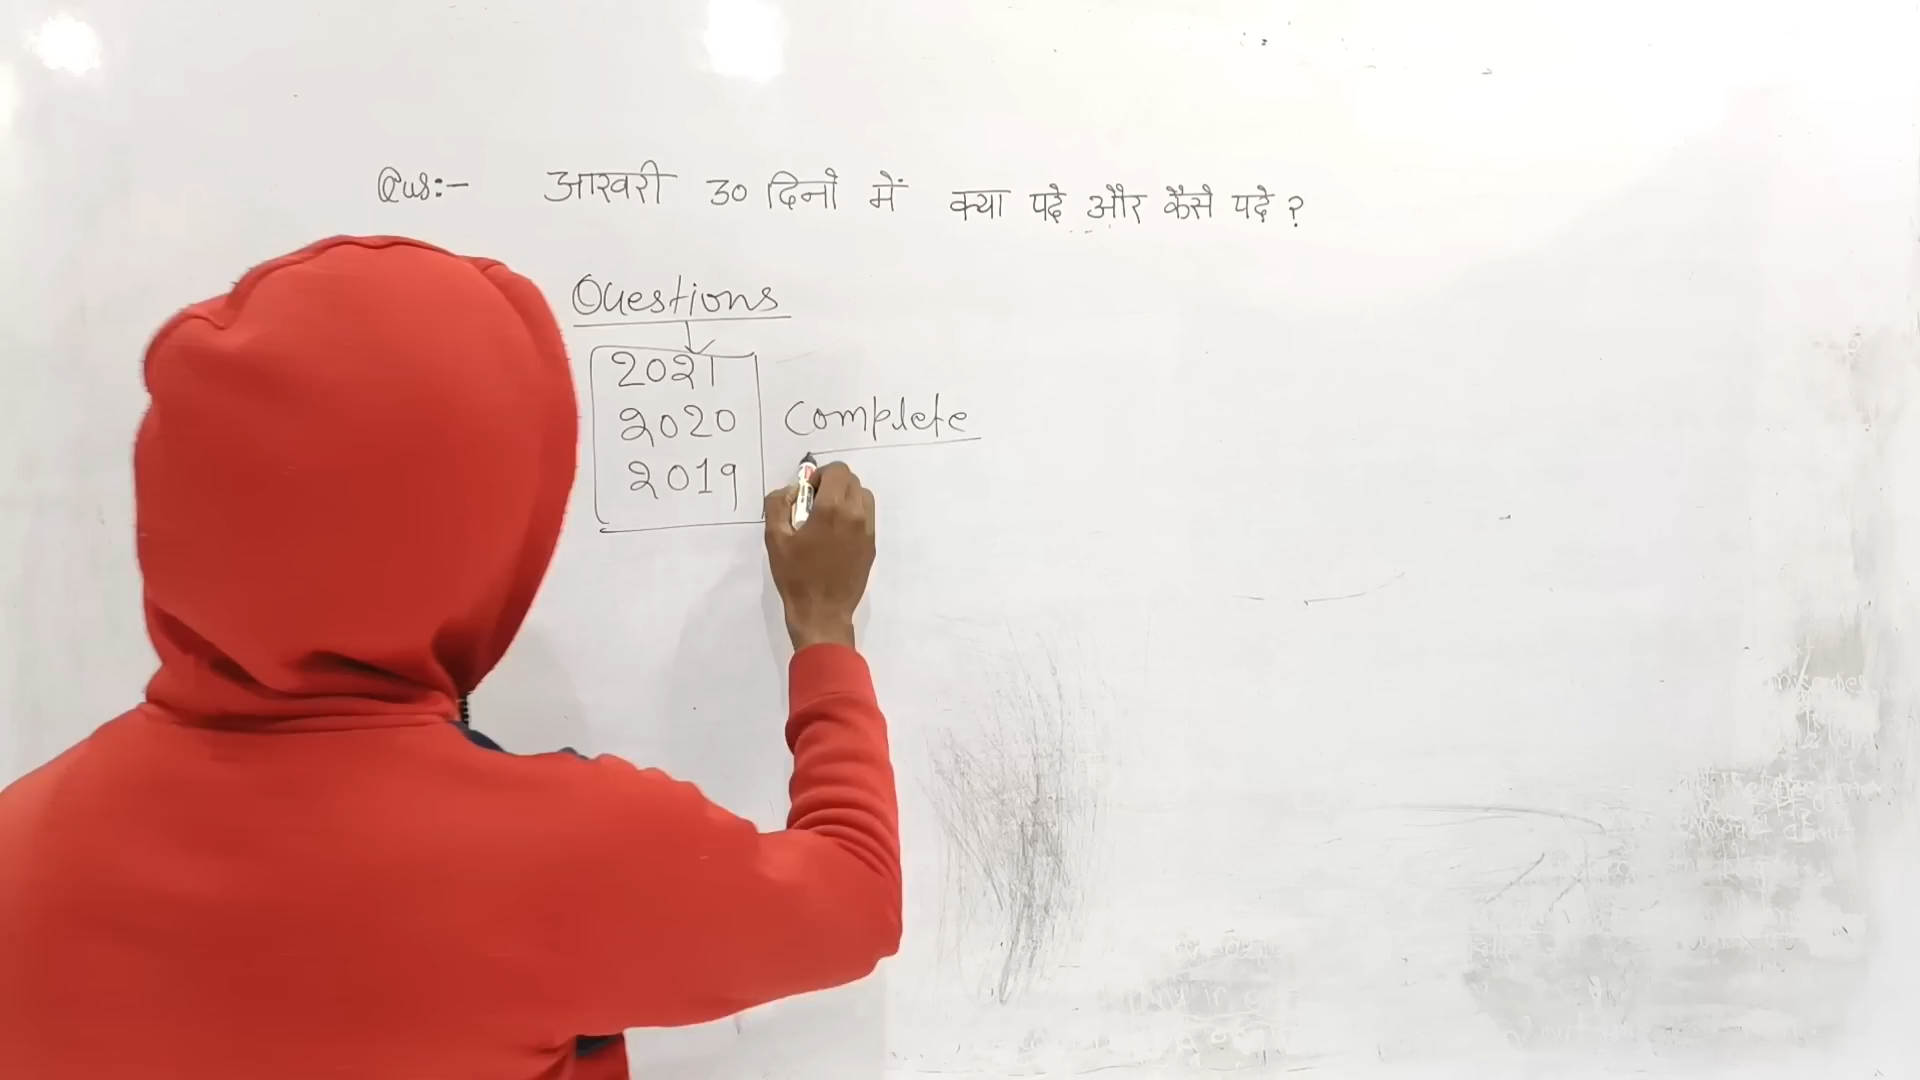 Qus:- आखरी 30 दिनों में क्या पढे और कैसे पढे ?
Questions
2021
2020 Complete
2019